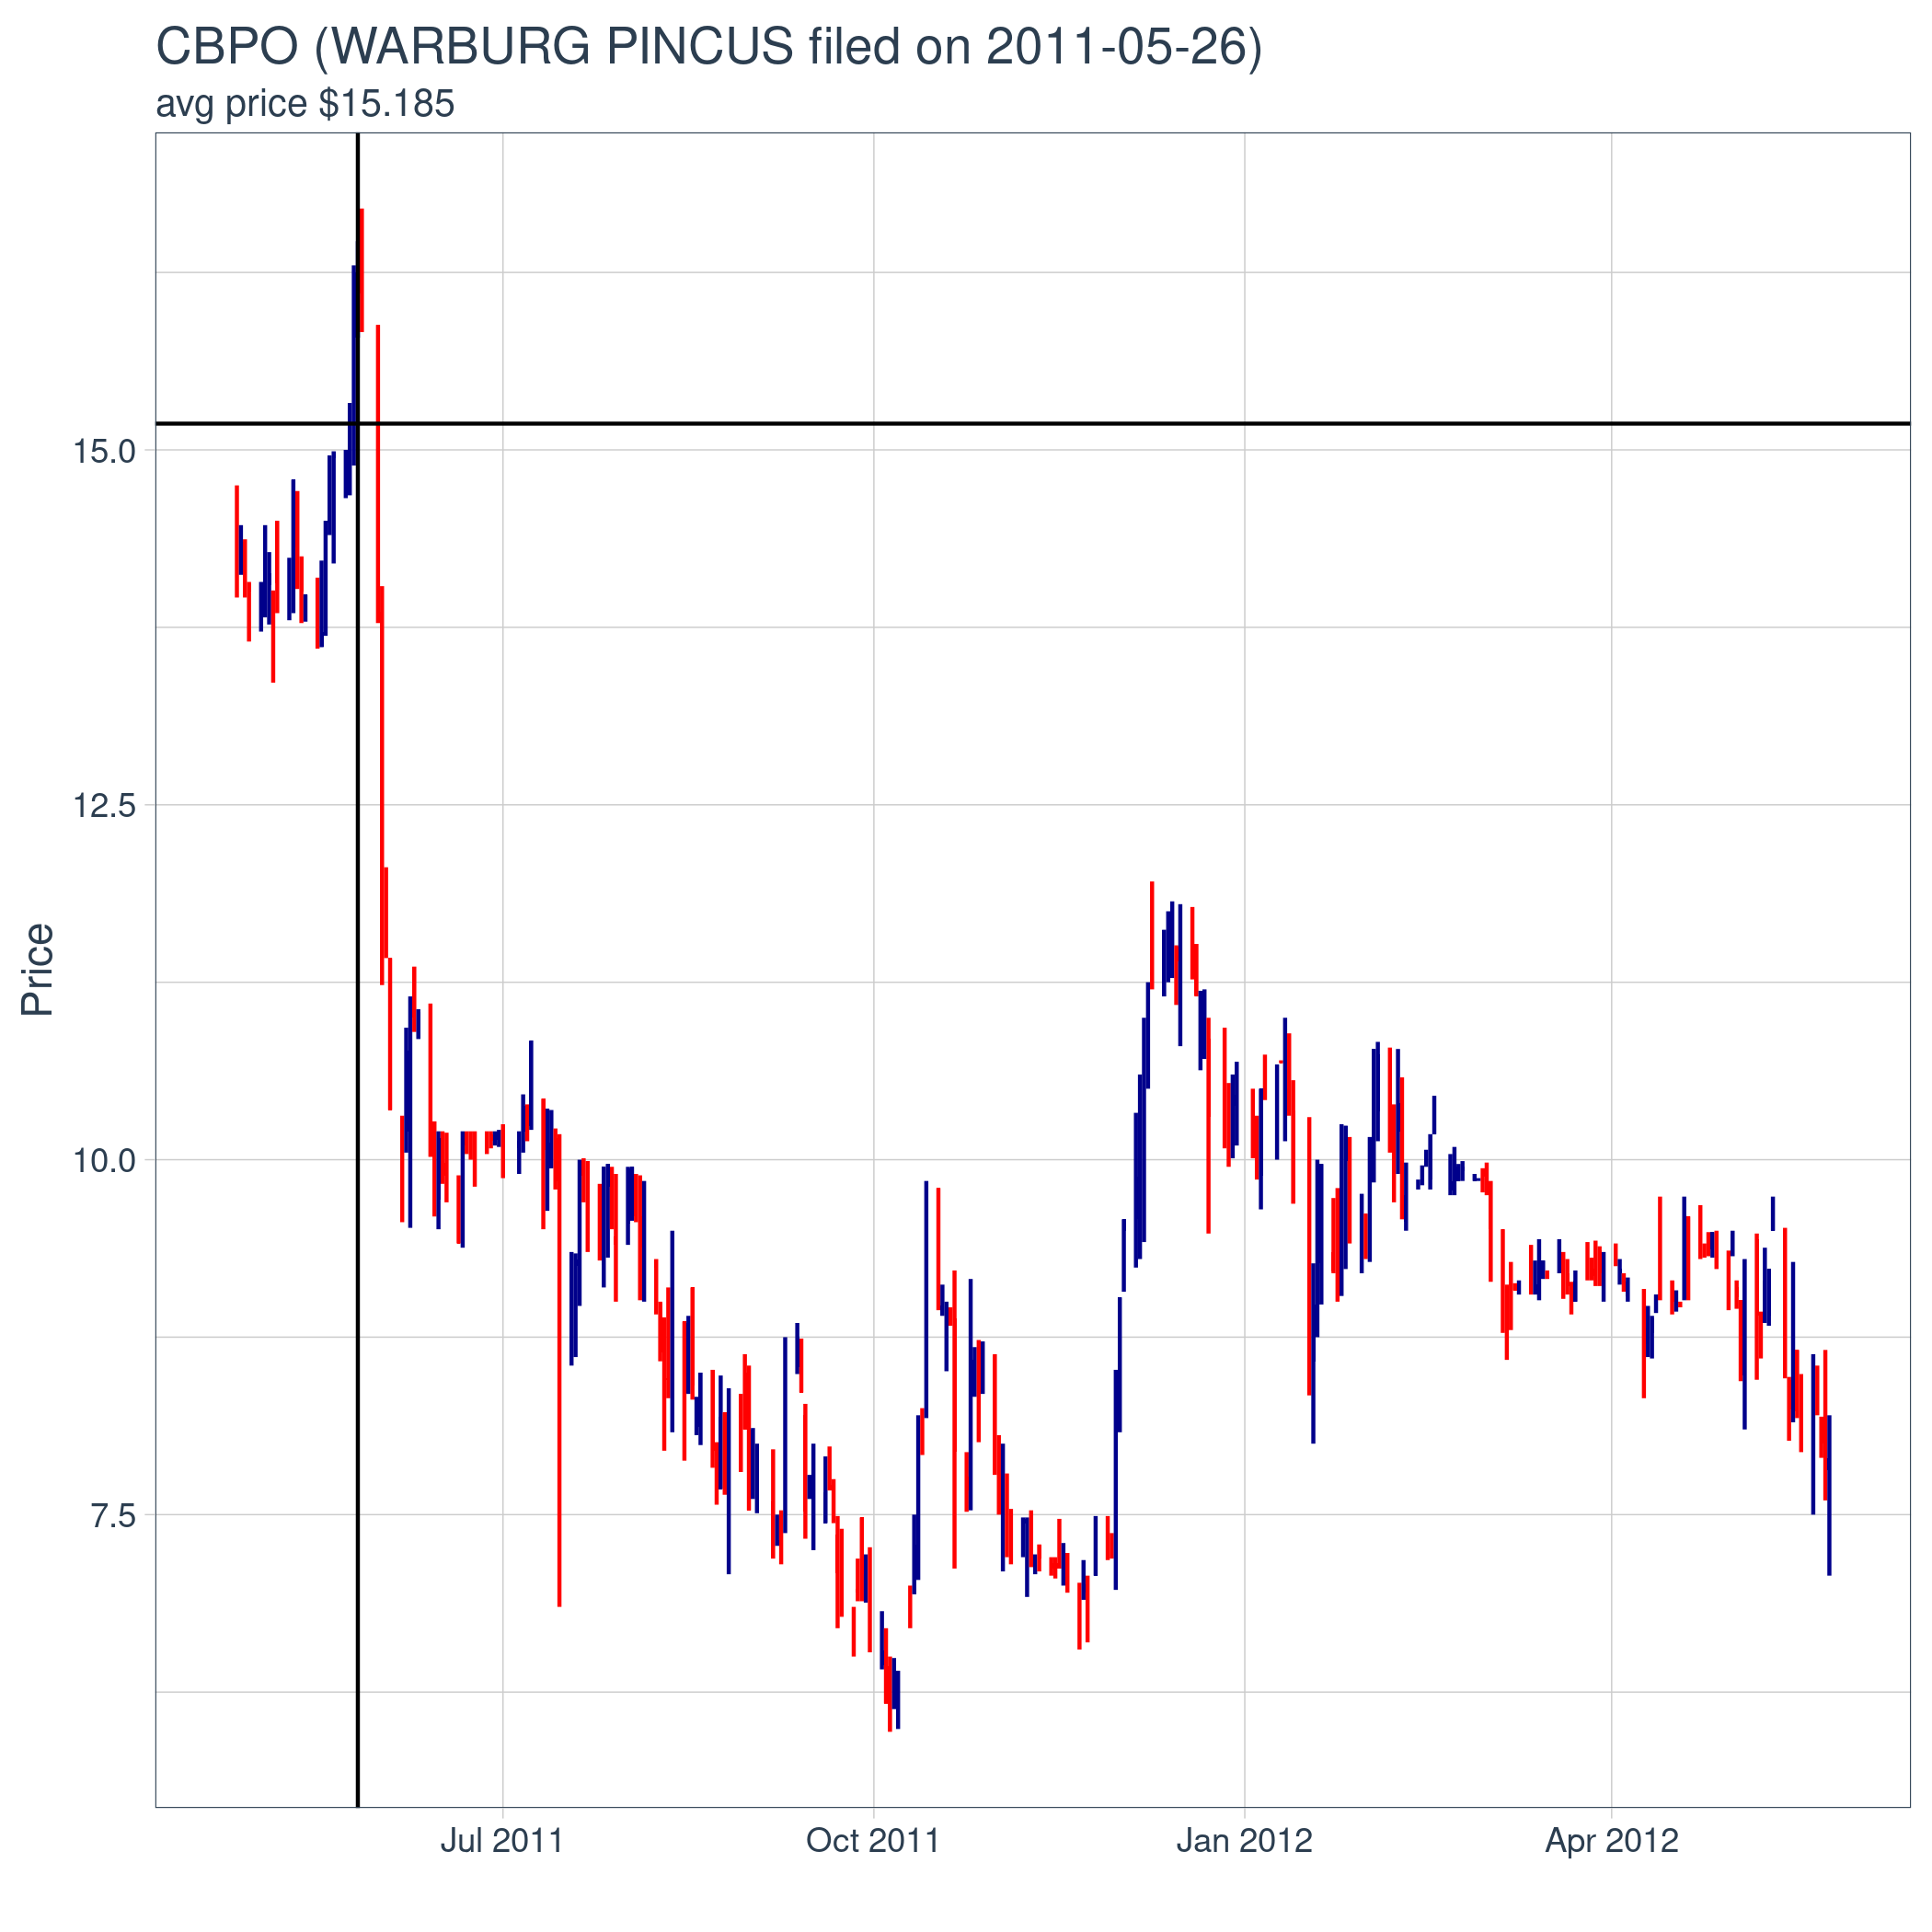 CBPO (WARBURG PINCUS filed on 2011-05-26)
avg price $15.185
15.0
12.5
10.0
7.5
Price
Jul 2011
Oct 2011
Jan 2012
Apr 2012